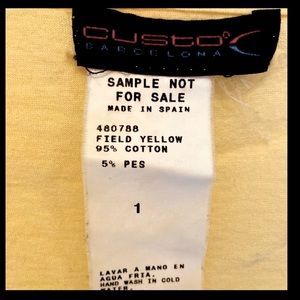 custo
BARCELONA
SAMPLE NOT
FOR SALE
MADE IN SPAIN
480788
FIELD YELLOW
95% COTTON
5% PES
1
LAVAR A MANO EN
AGUA FRIA.
HAND WASH IN COLD
WATER.